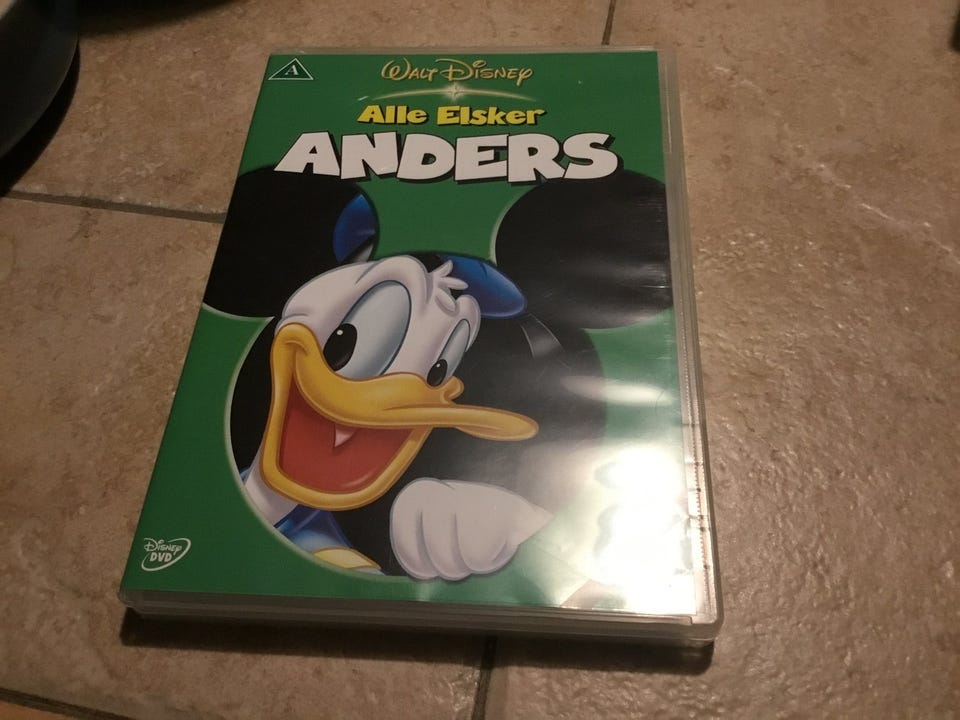 A
WALT DISNEY
Alle Elsker
ANDERS
DISNEY
DVD